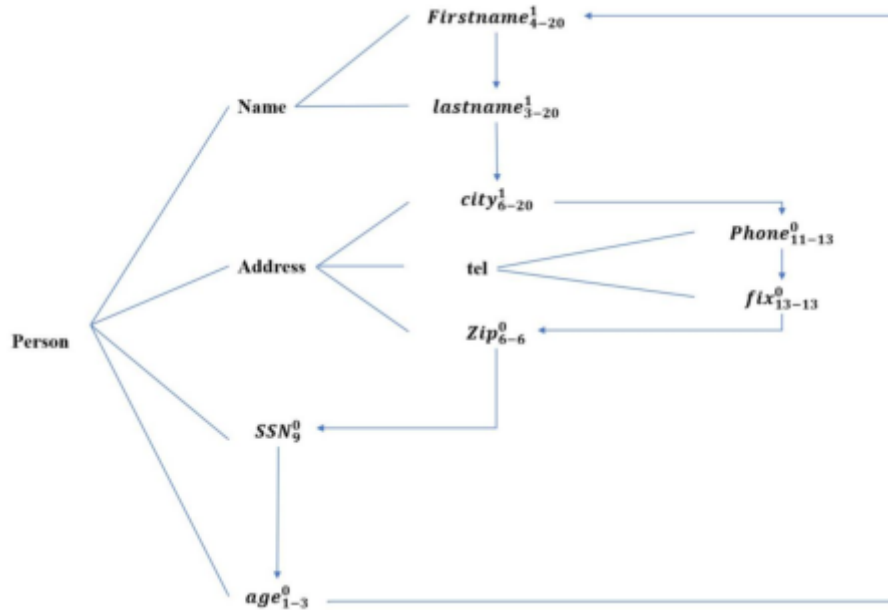 Firstname¹₄₋₂₀
Name
lastname¹₃₋₂₀
city¹₆₋₂₀
Phone⁰₁₁₋₁₃
Address
tel
fix⁰₁₃₋₁₃
Person
Zip⁰₆₋₆
SSN⁰₉
age⁰₁₋₃